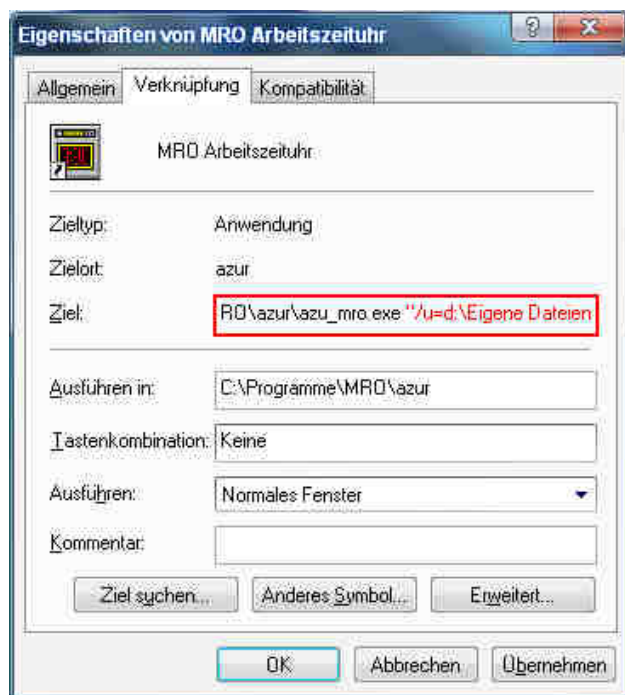 Eigenschaften von MRO Arbeitszeituhr
Allgemein Verknüpfung Kompatibilität
MRO Arbeitszeituhr
Zieltyp: Anwendung
Zielort: azur
Ziel: RO\azur\azu_mro.exe "/u=d:\Eigene Dateien
Ausführen in: C:\Programme\MRO\azur
Tastenkombination: Keine
Ausführen: Normales Fenster
Kommentar:
Ziel suchen... Anderes Symbol... Erweitert...
OK Abbrechen Übernehmen